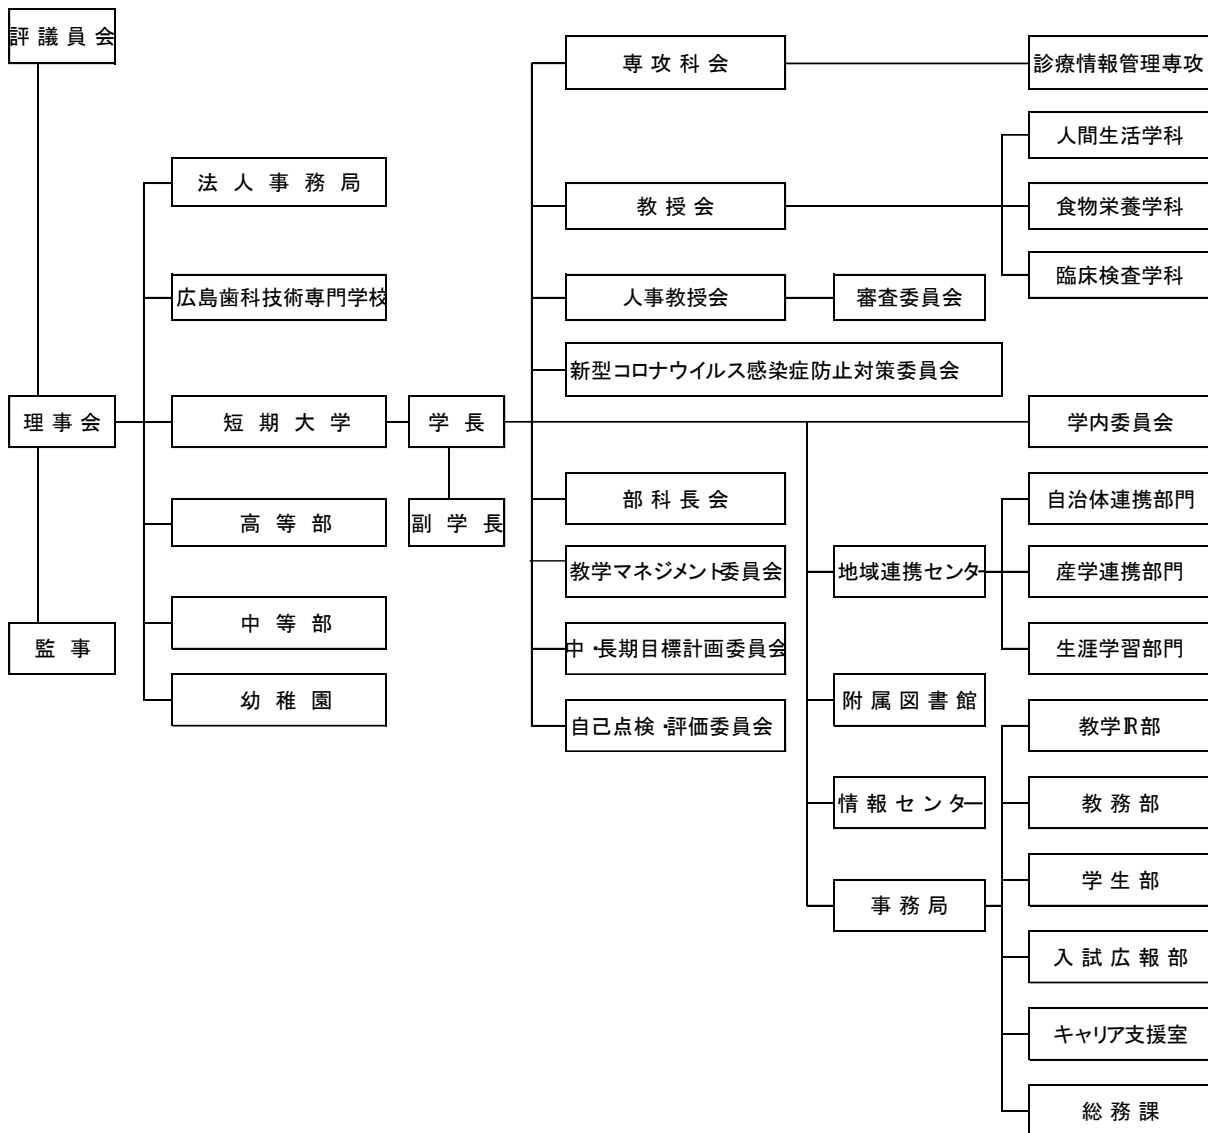 評議員会
理事会
監事
法人事務局
広島歯科技術専門学校
短期大学
高等部
中等部
幼稚園
学長
副学長
専攻科会
教授会
人事教授会
審査委員会
新型コロナウイルス感染症防止対策委員会
部科長会
教学マネジメント委員会
中・長期目標計画委員会
自己点検・評価委員会
地域連携センター
附属図書館
情報センター
事務局
診療情報管理専攻
人間生活学科
食物栄養学科
臨床検査学科
学内委員会
自治体連携部門
産学連携部門
生涯学習部門
教学IR部
教務部
学生部
入試広報部
キャリア支援室
総務課